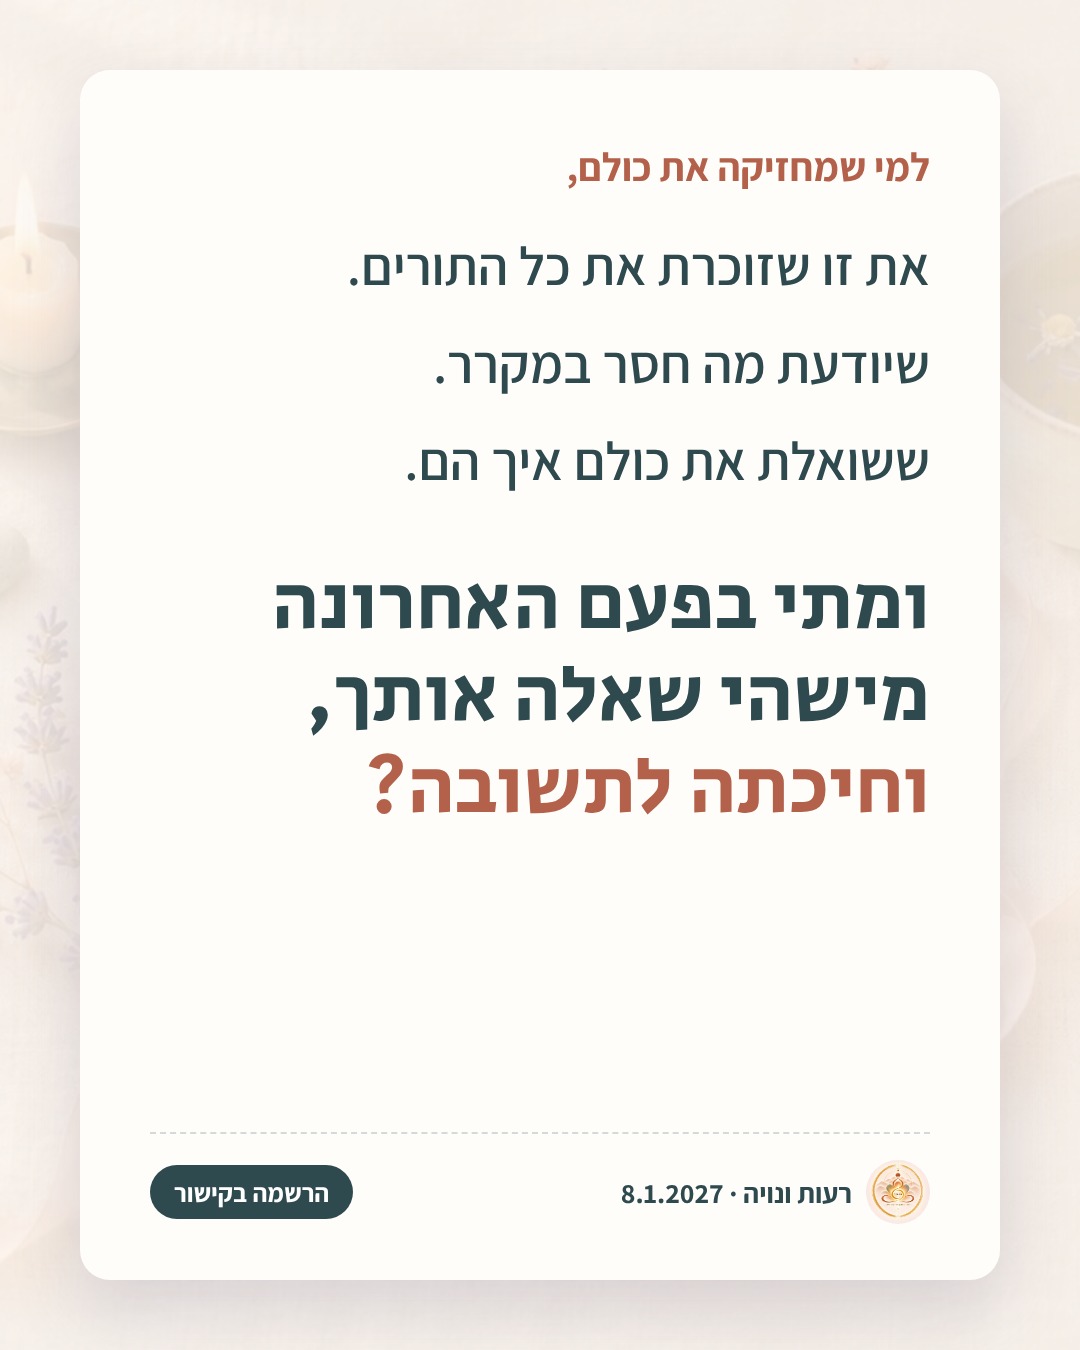 למי שמחזיקה את כולם,
את זו שזוכרת את כל התורים.
שיודעת מה חסר במקרר.
ששואלת את כולם איך הם.
ומתי בפעם האחרונה
מישהי שאלה אותך,
וחיכתה לתשובה?
רעות ונויה · 8.1.2027
הרשמה בקישור